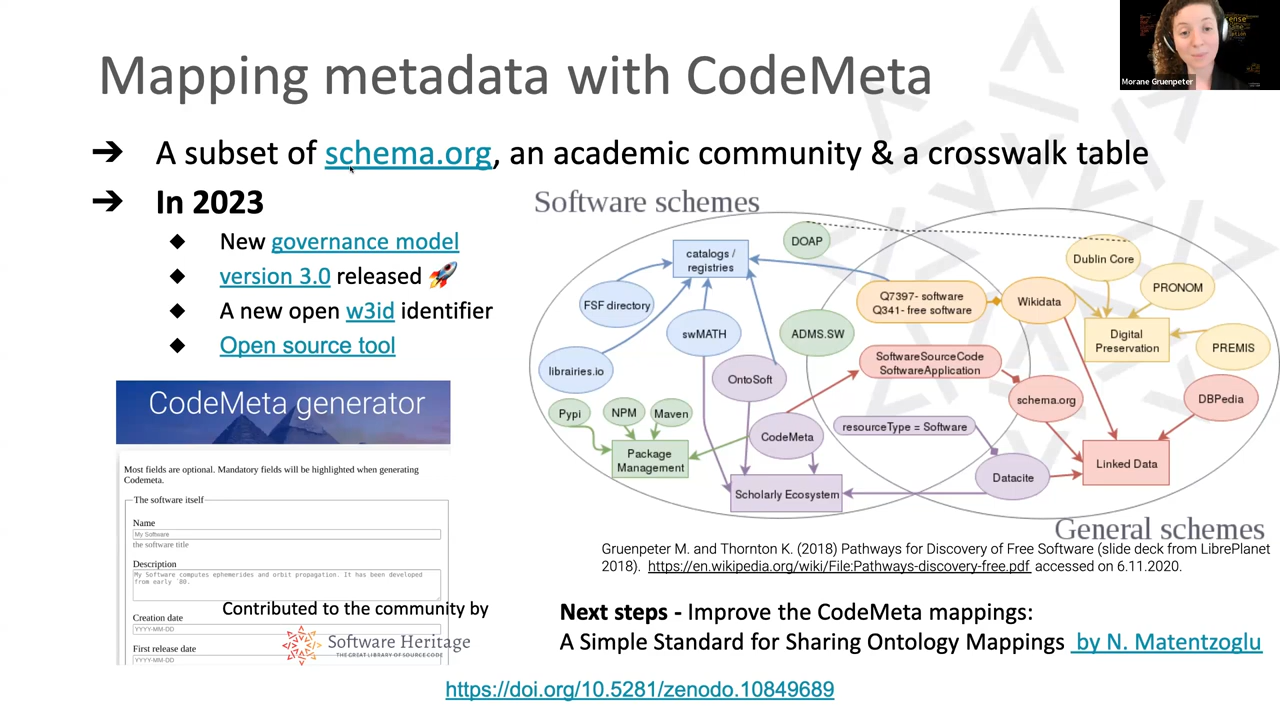 Mapping metadata with CodeMeta
Morane Gruenpeter
➔ A subset of schema.org, an academic community & a crosswalk table
➔ In 2023
◆ New governance model
◆ version 3.0 released 🚀
◆ A new open w3id identifier
◆ Open source tool
Software schemes
DOAP
catalogs /
registries
Dublin Core
FSF directory
Q7397- software
Q341- free software
Wikidata
PRONOM
swMATH
ADMS.SW
Digital
Preservation
PREMIS
librairies.io
OntoSoft
SoftwareSourceCode
SoftwareApplication
schema.org
DBPedia
Pypi
NPM
Maven
CodeMeta
resourceType = Software
Package
Management
Linked Data
Datacite
Scholarly Ecosystem
General schemes
CodeMeta generator
Most fields are optional. Mandatory fields will be highlighted when generating
Codemeta.
The software itself
Name
My Software
the software title
Description
My Software computes ephemerides and orbit propagation. It has been developed
from early ´80.
Creation date
YYYY-MM-DD
First release date
YYYY-MM-DD
Contributed to the community by
Software Heritage
THE GREAT LIBRARY OF SOURCE CODE
Gruenpeter M. and Thornton K. (2018) Pathways for Discovery of Free Software (slide deck from LibrePlanet
2018). https://en.wikipedia.org/wiki/File:Pathways-discovery-free.pdf accessed on 6.11.2020.
Next steps - Improve the CodeMeta mappings:
A Simple Standard for Sharing Ontology Mappings by N. Matentzoglu
https://doi.org/10.5281/zenodo.10849689